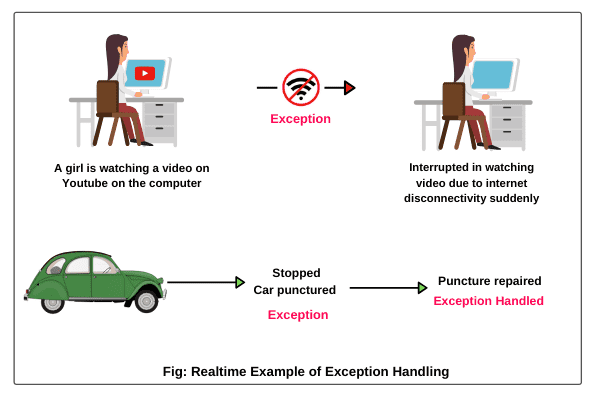 Exception
A girl is watching a video on
Youtube on the computer
Interrupted in watching
video due to internet
disconnectivity suddenly
Stopped
Car punctured
Exception
Puncture repaired
Exception Handled
Fig: Realtime Example of Exception Handling